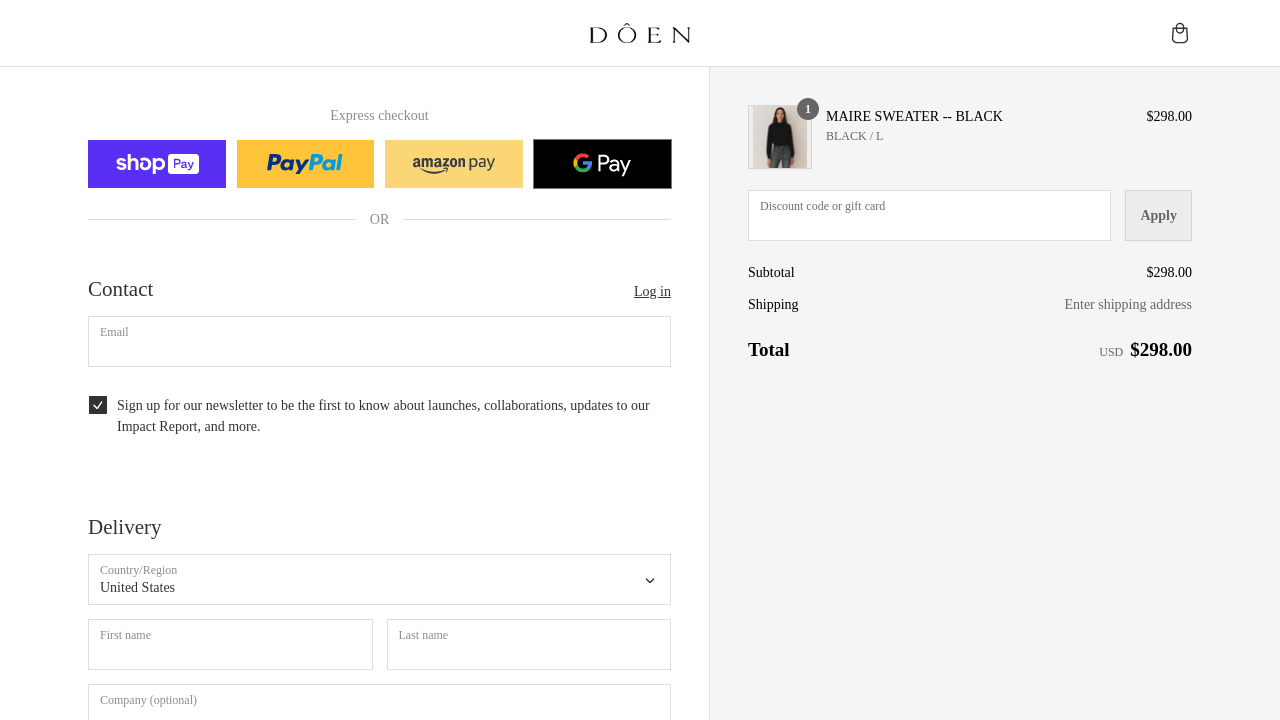 DÔEN
Express checkout
shop Pay
PayPal
amazon pay
G Pay
OR
Contact
Log in
Email
Sign up for our newsletter to be the first to know about launches, collaborations, updates to our
Impact Report, and more.
Delivery
Country/Region
United States
First name
Last name
Company (optional)
1
MAIRE SWEATER -- BLACK
$298.00
BLACK / L
Discount code or gift card
Apply
Subtotal
$298.00
Shipping
Enter shipping address
Total
USD $298.00